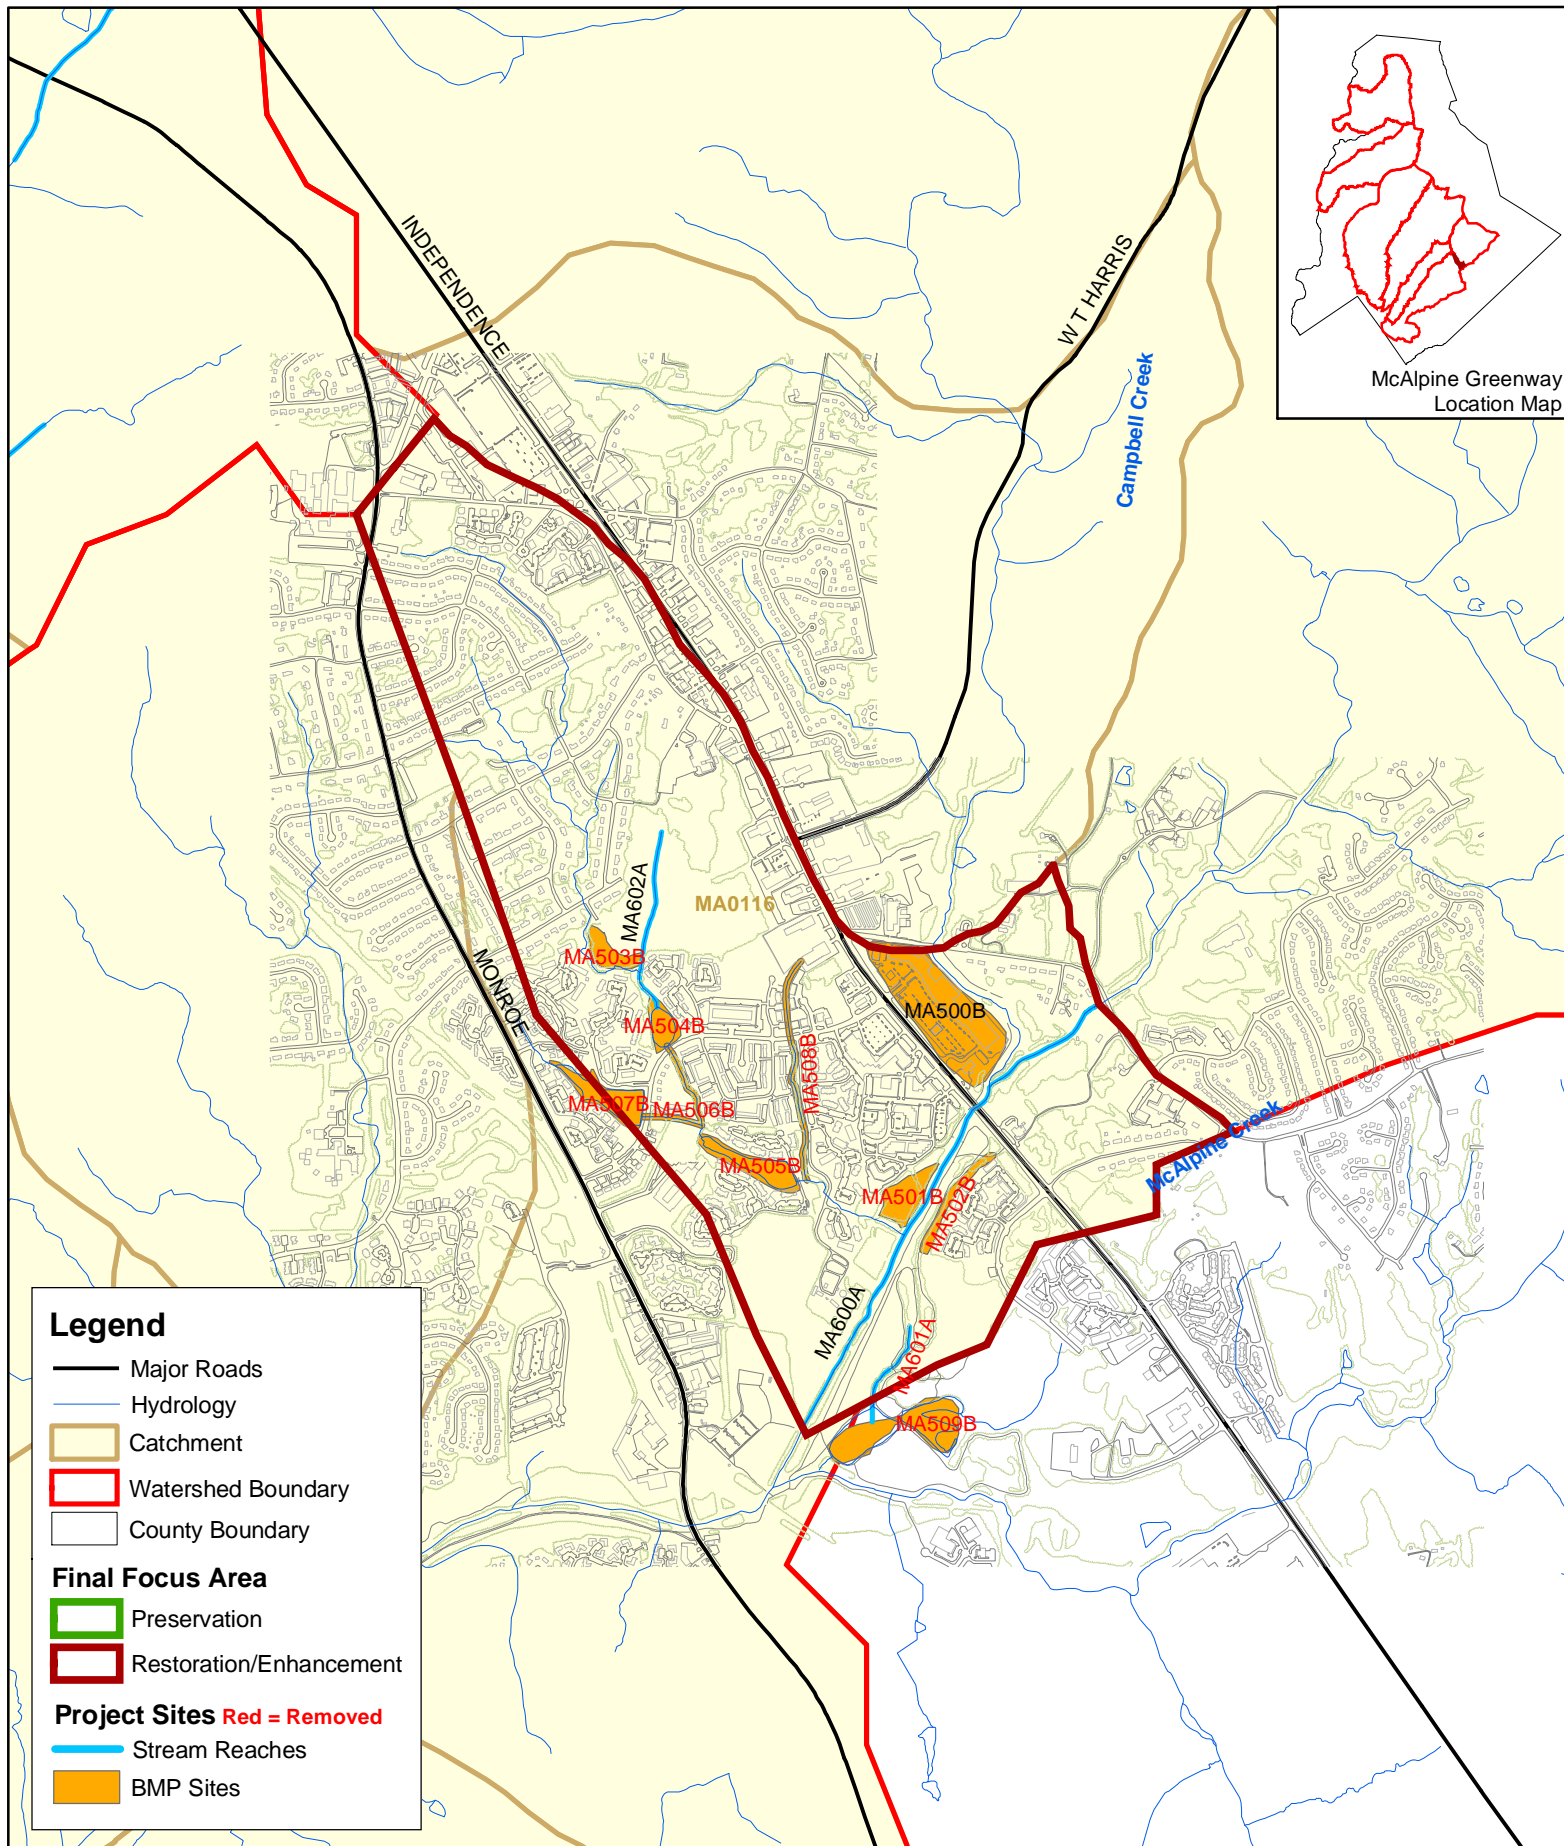 McAlpine Greenway
Location Map
INDEPENDENCE
W T HARRIS
Campbell Creek
MA602A
MA0116
MA503B
MONROE
MA504B
MA500B
MA508B
MA507B
MA506B
MA505B
MA501B
MA502B
McAlpine Creek
MA600A
MA601A
MA509B
Legend
Major Roads
Hydrology
Catchment
Watershed Boundary
County Boundary
Final Focus Area
Preservation
Restoration/Enhancement
Project Sites Red = Removed
Stream Reaches
BMP Sites